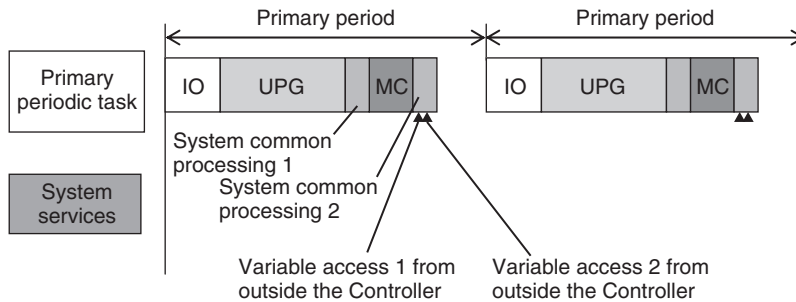 Primary period
Primary period
Primary
periodic task
IO
UPG
MC
IO
UPG
MC
System common
processing 1
System common
processing 2
System
services
Variable access 1 from
outside the Controller
Variable access 2 from
outside the Controller